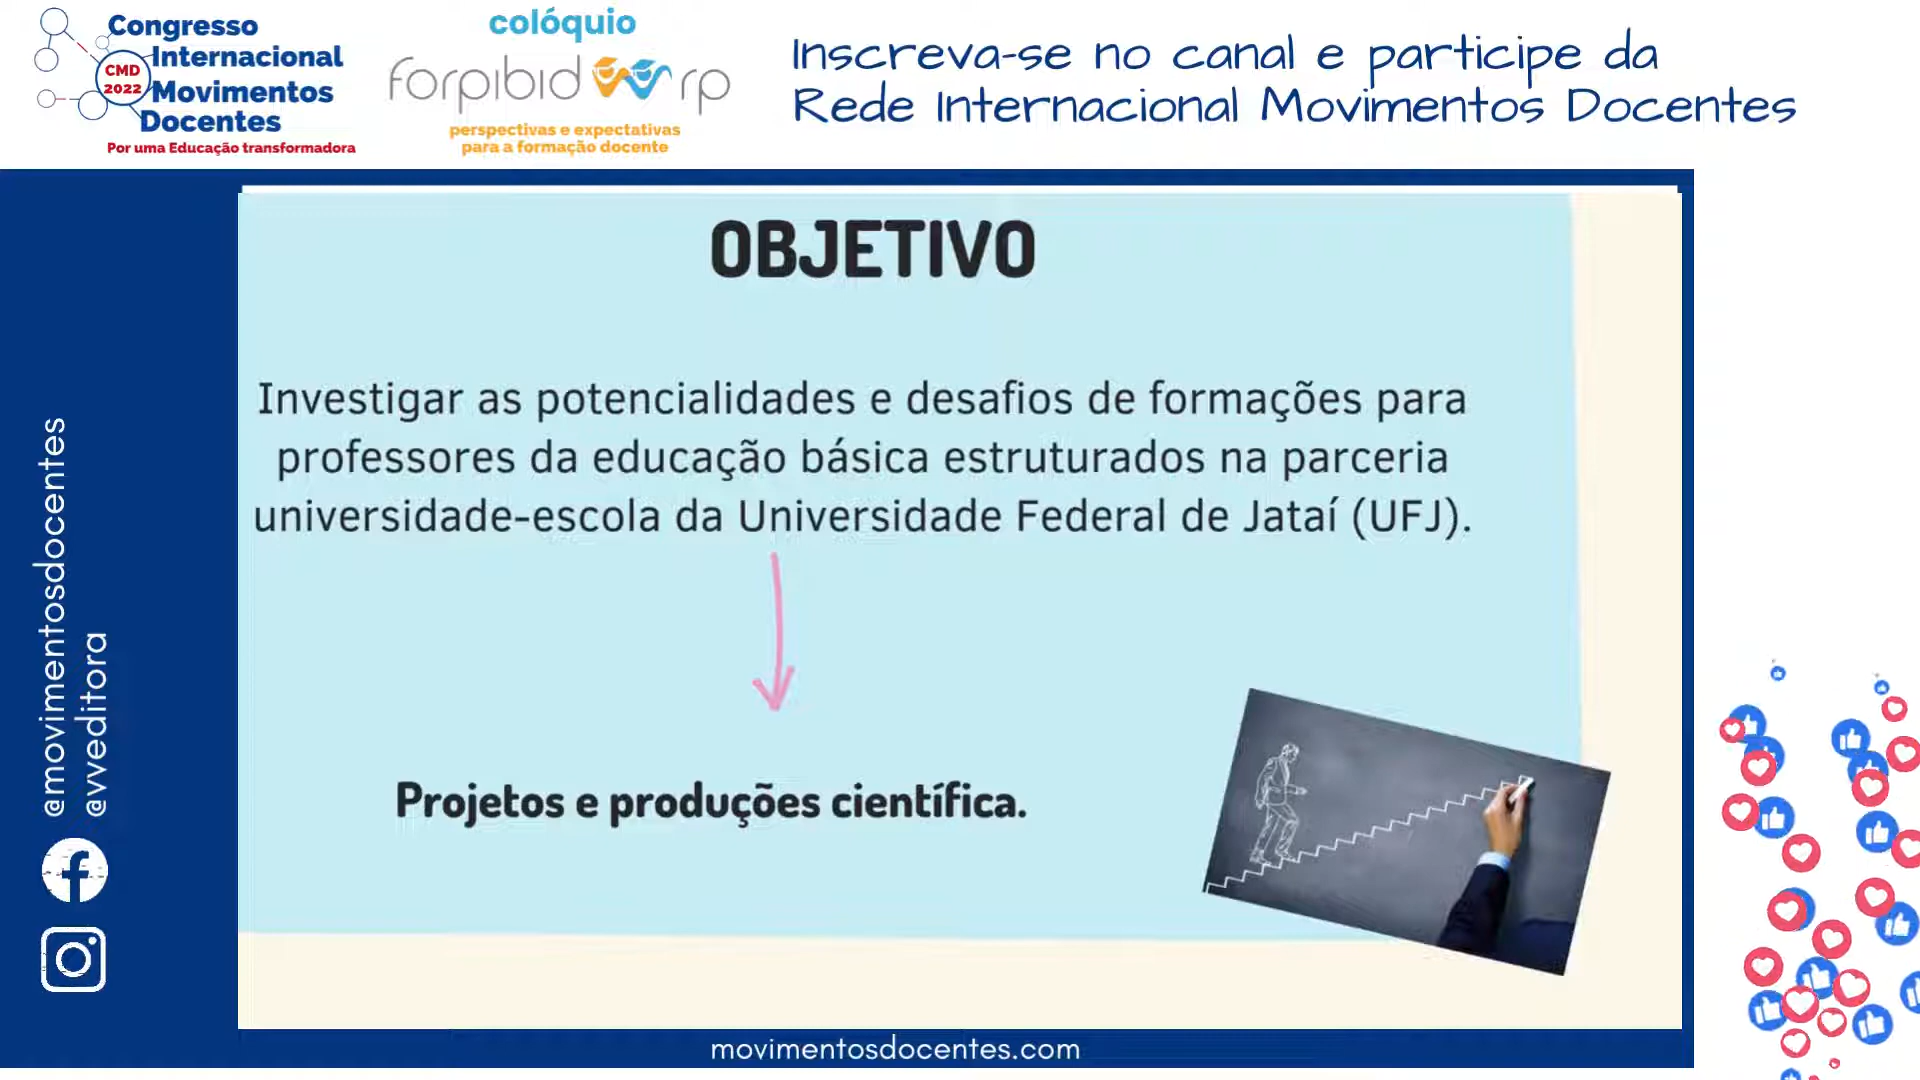 Congresso
Internacional
CMD
2022
Movimentos
Docentes
Por uma Educação transformadora
colóquio
forpibid rp
perspectivas e expectativas
para a formação docente
Inscreva-se no canal e participe da
Rede Internacional Movimentos Docentes
OBJETIVO
Investigar as potencialidades e desafios de formações para
professores da educação básica estruturados na parceria
universidade-escola da Universidade Federal de Jataí (UFJ).
Projetos e produções científica.
@movimentosdocentes
@vveditora
movimentosdocentes.com